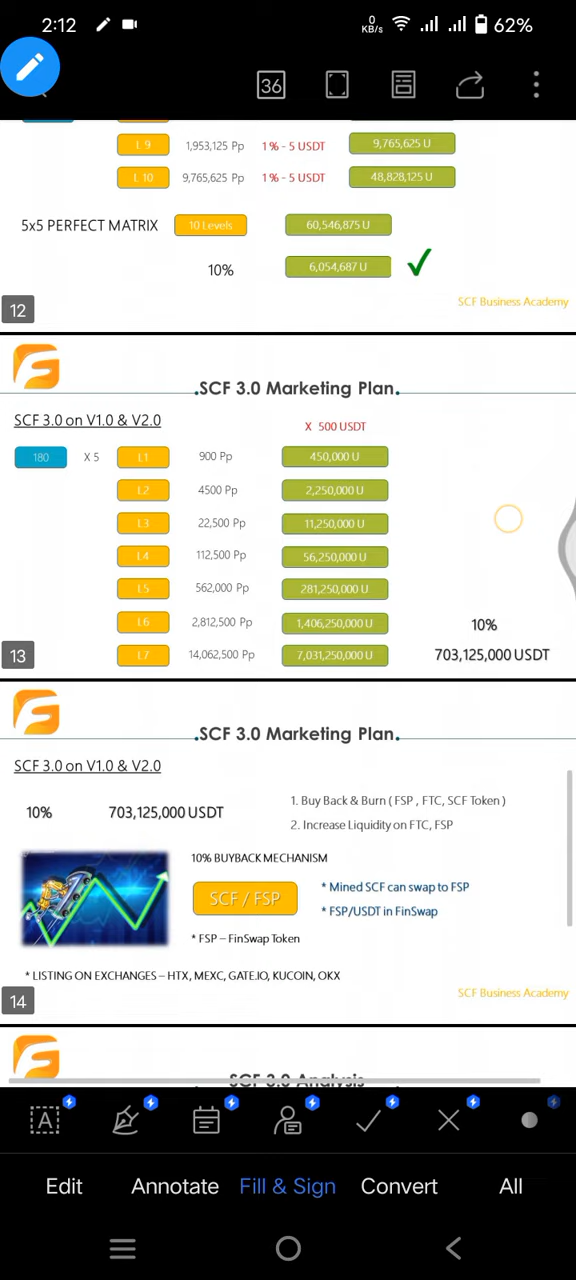 2:12
0
KB/s
62%
36
L 9 1,953,125 Pp 1% - 5 USDT 9,765,625 U
L 10 9,765,625 Pp 1% - 5 USDT 48,828,125 U
5x5 PERFECT MATRIX 10 Levels 60,546,875 U
10% 6,054,687 U
12
SCF Business Academy
.SCF 3.0 Marketing Plan.
SCF 3.0 on V1.0 & V2.0
X 500 USDT
180 X 5 L1 900 Pp 450,000 U
L2 4500 Pp 2,250,000 U
L3 22,500 Pp 11,250,000 U
L4 112,500 Pp 56,250,000 U
L5 562,000 Pp 281,250,000 U
L6 2,812,500 Pp 1,406,250,000 U 10%
13
L7 14,062,500 Pp 7,031,250,000 U 703,125,000 USDT
.SCF 3.0 Marketing Plan.
SCF 3.0 on V1.0 & V2.0
10% 703,125,000 USDT
1. Buy Back & Burn ( FSP , FTC, SCF Token )
2. Increase Liquidity on FTC, FSP
10% BUYBACK MECHANISM
SCF / FSP
* Mined SCF can swap to FSP
* FSP/USDT in FinSwap
* FSP – FinSwap Token
* LISTING ON EXCHANGES – HTX, MEXC, GATE.IO, KUCOIN, OKX
14
SCF Business Academy
SCF 3.0 Analysis
A
Edit Annotate Fill & Sign Convert All